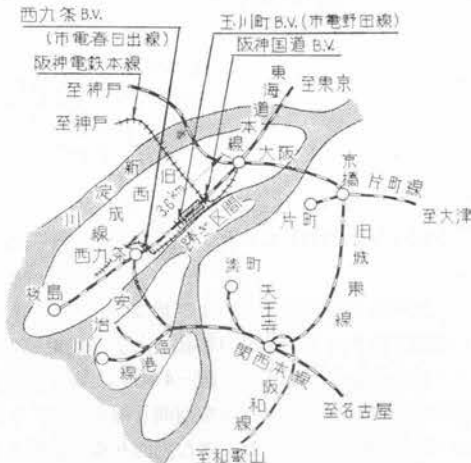 西九条B.V.
(市電春日出線)
玉川町B.V.(市電野田線)
阪神国道B.V.
阪神電鉄本線
至神戸
至神戸
東海道本線
至東京
大阪
京橋
片町線
片町
至大津
新淀川
旧西成線
3.6km
区間
西九条
桜島
安治川
臨港線
湊町
天王寺
旧城東線
関西本線
阪和線
至名古屋
至和歌山